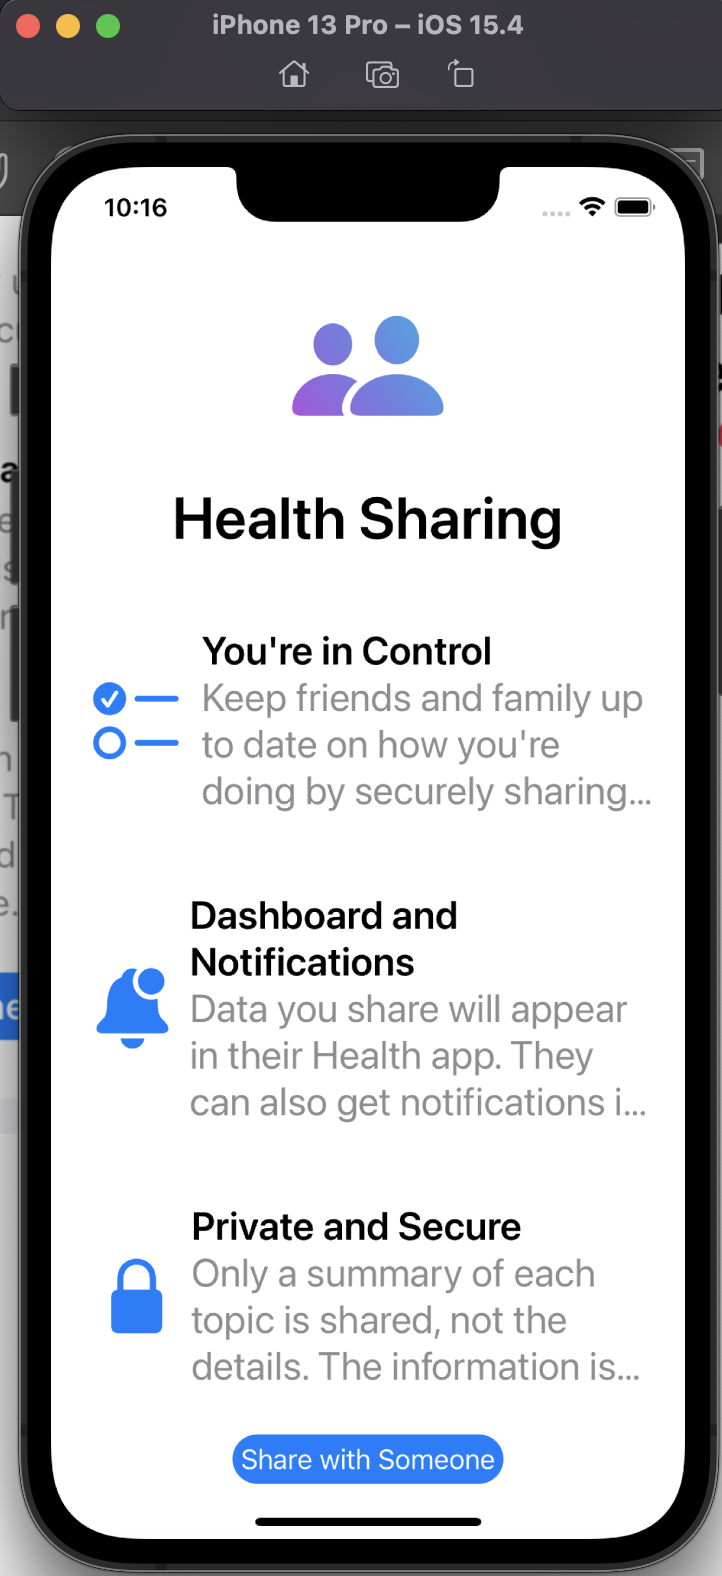 iPhone 13 Pro – iOS 15.4
10:16
Health Sharing
You're in Control
Keep friends and family up
to date on how you're
doing by securely sharing...
Dashboard and
Notifications
Data you share will appear
in their Health app. They
can also get notifications i...
Private and Secure
Only a summary of each
topic is shared, not the
details. The information is...
Share with Someone